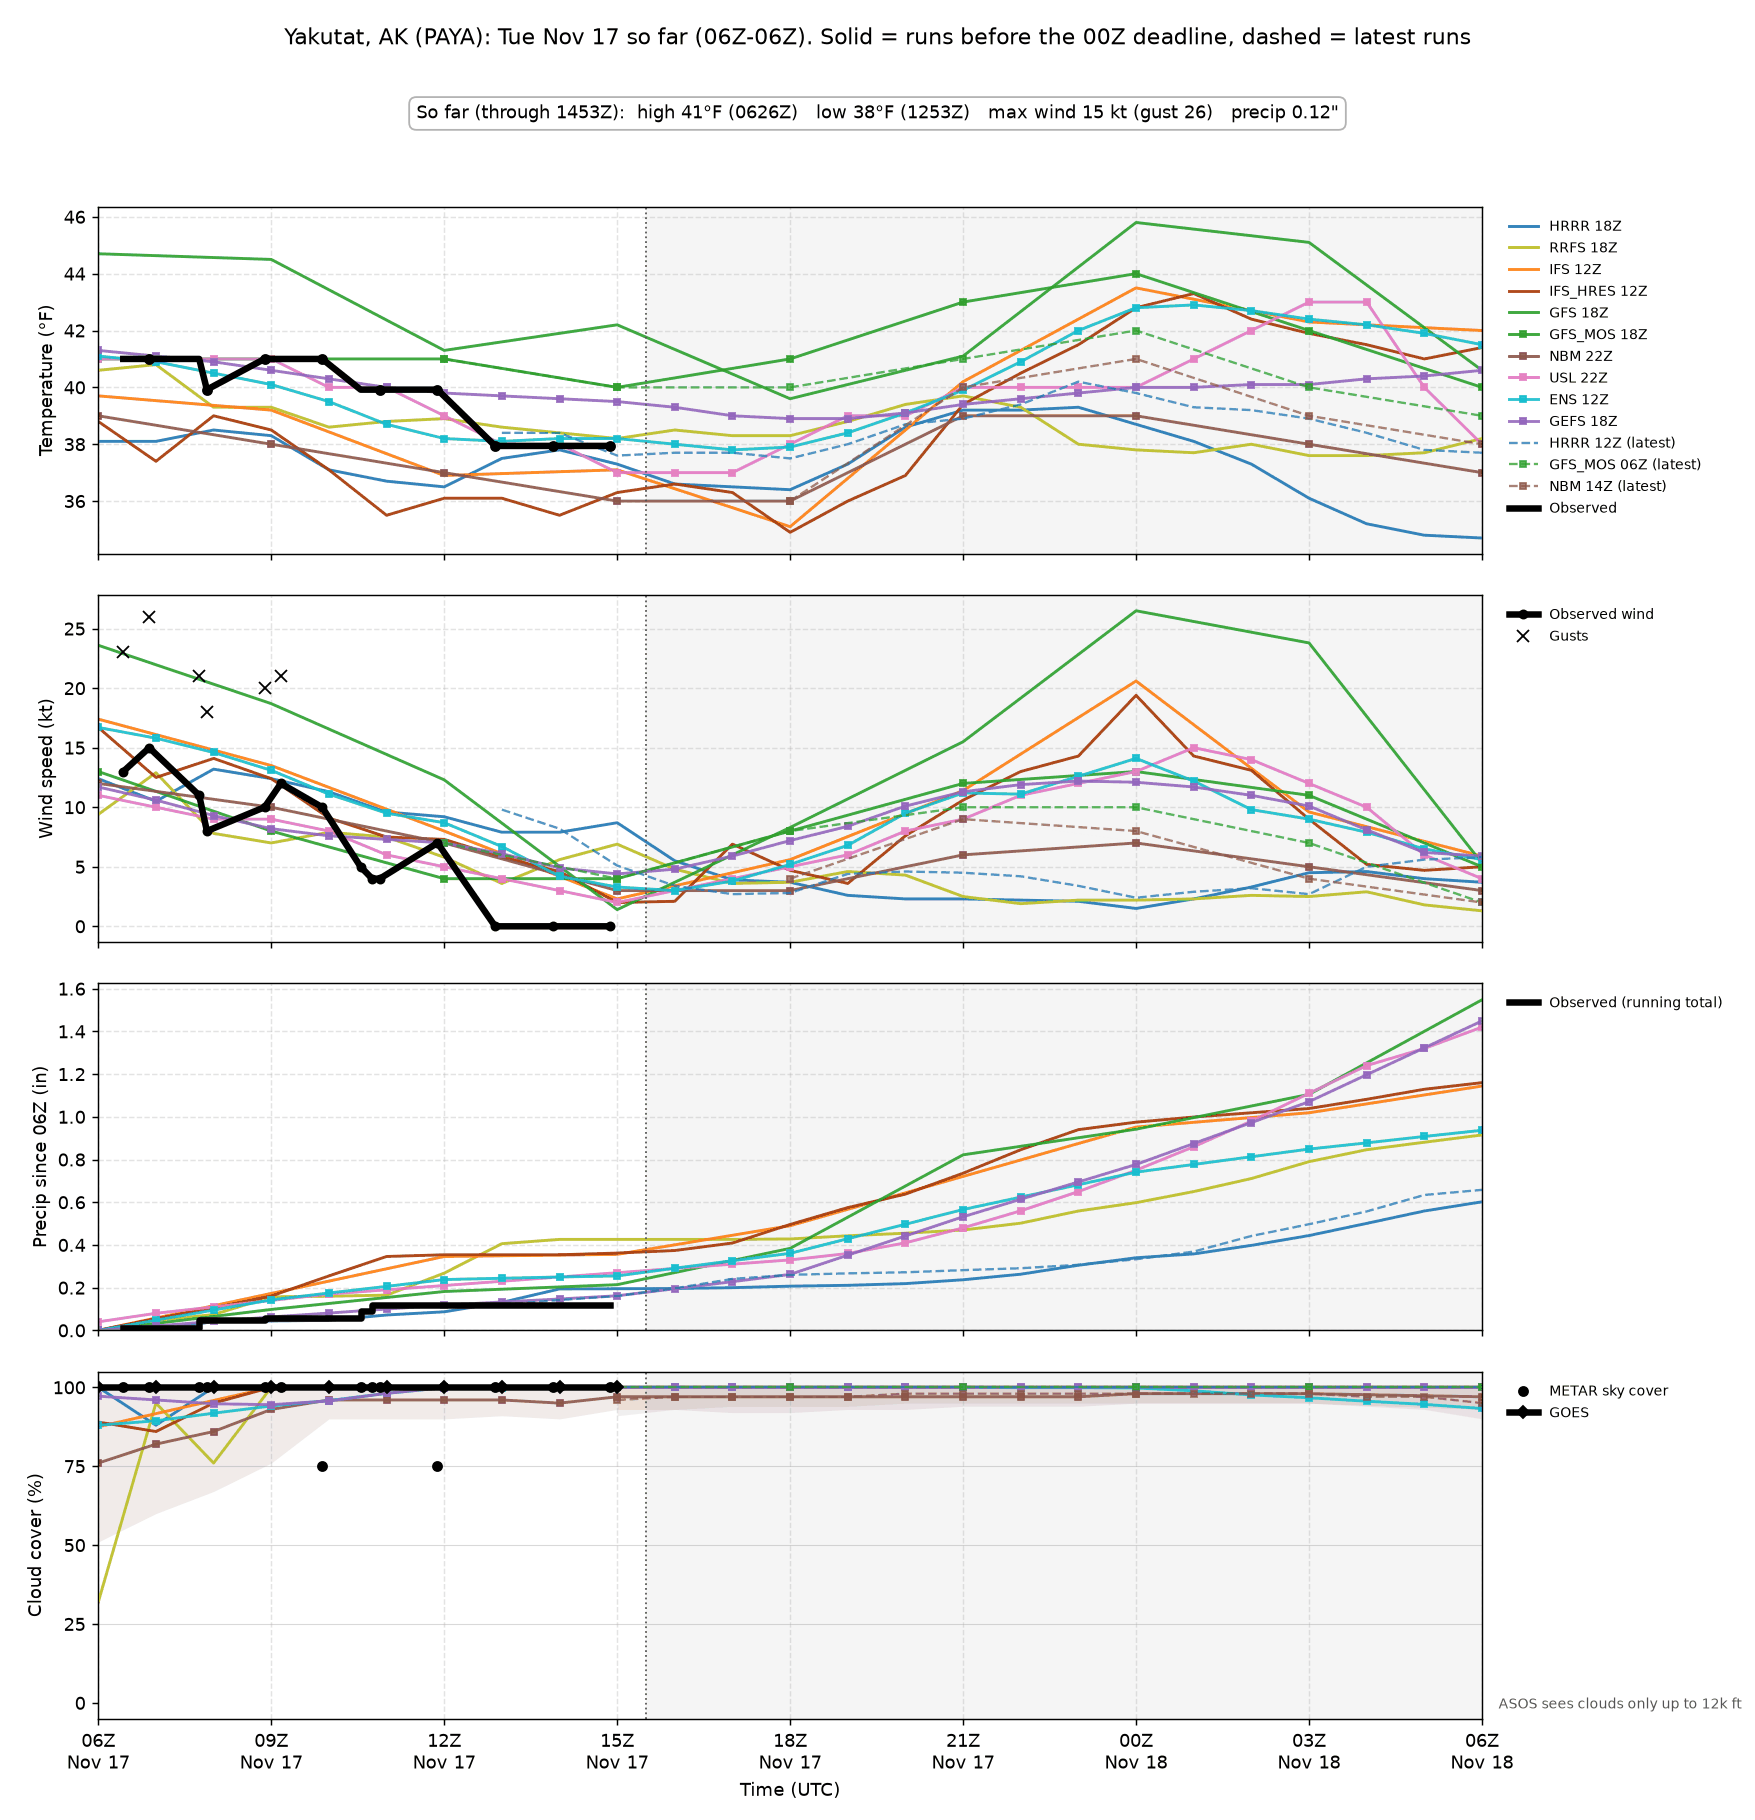 Yakutat, AK (PAYA): Tue Nov 17 so far (06Z-06Z). Solid = runs before the 00Z deadline, dashed = latest runs
So far (through 1453Z):  high 41°F (0626Z)   low 38°F (1253Z)   max wind 15 kt (gust 26)   precip 0.12"
Temperature (°F)
46
44
42
40
38
36
HRRR 18Z
RRFS 18Z
IFS 12Z
IFS_HRES 12Z
GFS 18Z
GFS_MOS 18Z
NBM 22Z
USL 22Z
ENS 12Z
GEFS 18Z
HRRR 12Z (latest)
GFS_MOS 06Z (latest)
NBM 14Z (latest)
Observed
Wind speed (kt)
25
20
15
10
5
0
Observed wind
Gusts
Precip since 06Z (in)
1.6
1.4
1.2
1.0
0.8
0.6
0.4
0.2
0.0
Observed (running total)
Cloud cover (%)
100
75
50
25
0
METAR sky cover
GOES
ASOS sees clouds only up to 12k ft
06Z 09Z 12Z 15Z 18Z 21Z 00Z 03Z 06Z
Nov 17 Nov 17 Nov 17 Nov 17 Nov 17 Nov 17 Nov 18 Nov 18 Nov 18
Time (UTC)